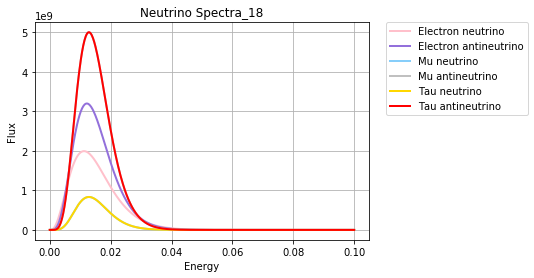 Neutrino Spectra_18
1e9
Electron neutrino
Electron antineutrino
Mu neutrino
Mu antineutrino
Tau neutrino
Tau antineutrino
5
4
3
2
1
0
Flux
0.00 0.02 0.04 0.06 0.08 0.10
Energy